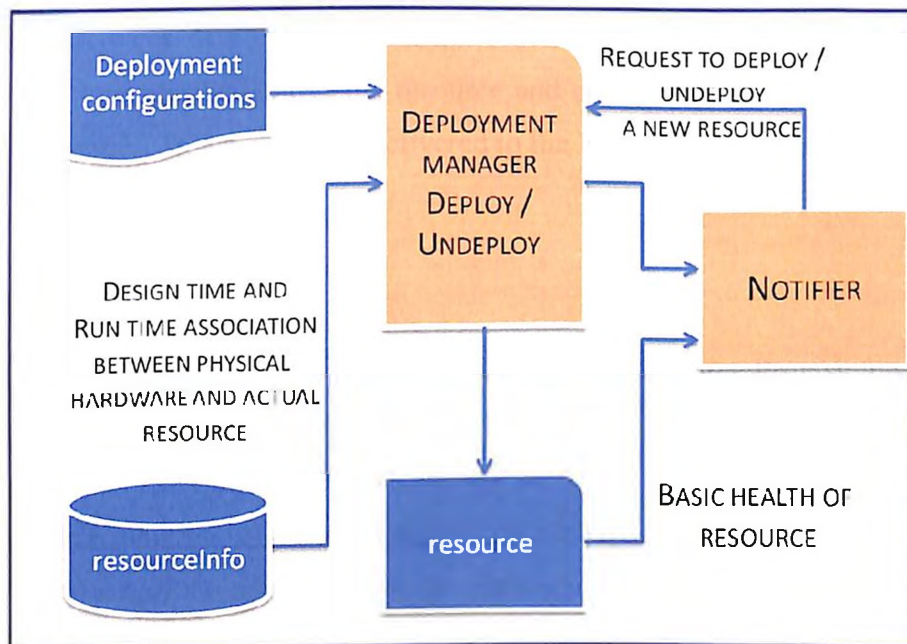 Deployment
configurations
DEPLOYMENT
MANAGER
DEPLOY /
UNDEPLOY
REQUEST TO DEPLOY /
UNDEPLOY
A NEW RESOURCE
NOTIFIER
DESIGN TIME AND
RUN TIME ASSOCIATION
BETWEEN PHYSICAL
HARDWARE AND ACTUAL
RESOURCE
resourceInfo
resource
BASIC HEALTH OF
RESOURCE